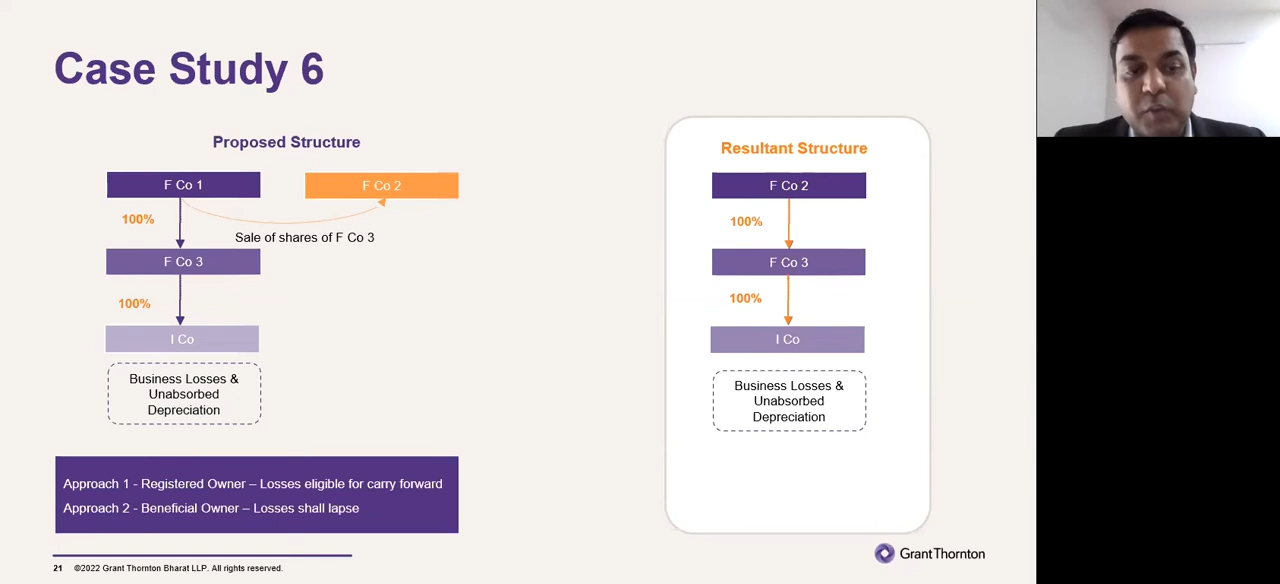 Case Study 6
Proposed Structure
F Co 1
F Co 2
100%
Sale of shares of F Co 3
F Co 3
100%
I Co
Business Losses &
Unabsorbed
Depreciation
Approach 1 - Registered Owner – Losses eligible for carry forward
Approach 2 - Beneficial Owner – Losses shall lapse
Resultant Structure
F Co 2
100%
F Co 3
100%
I Co
Business Losses &
Unabsorbed
Depreciation
21 ©2022 Grant Thornton Bharat LLP. All rights reserved.
GrantThornton